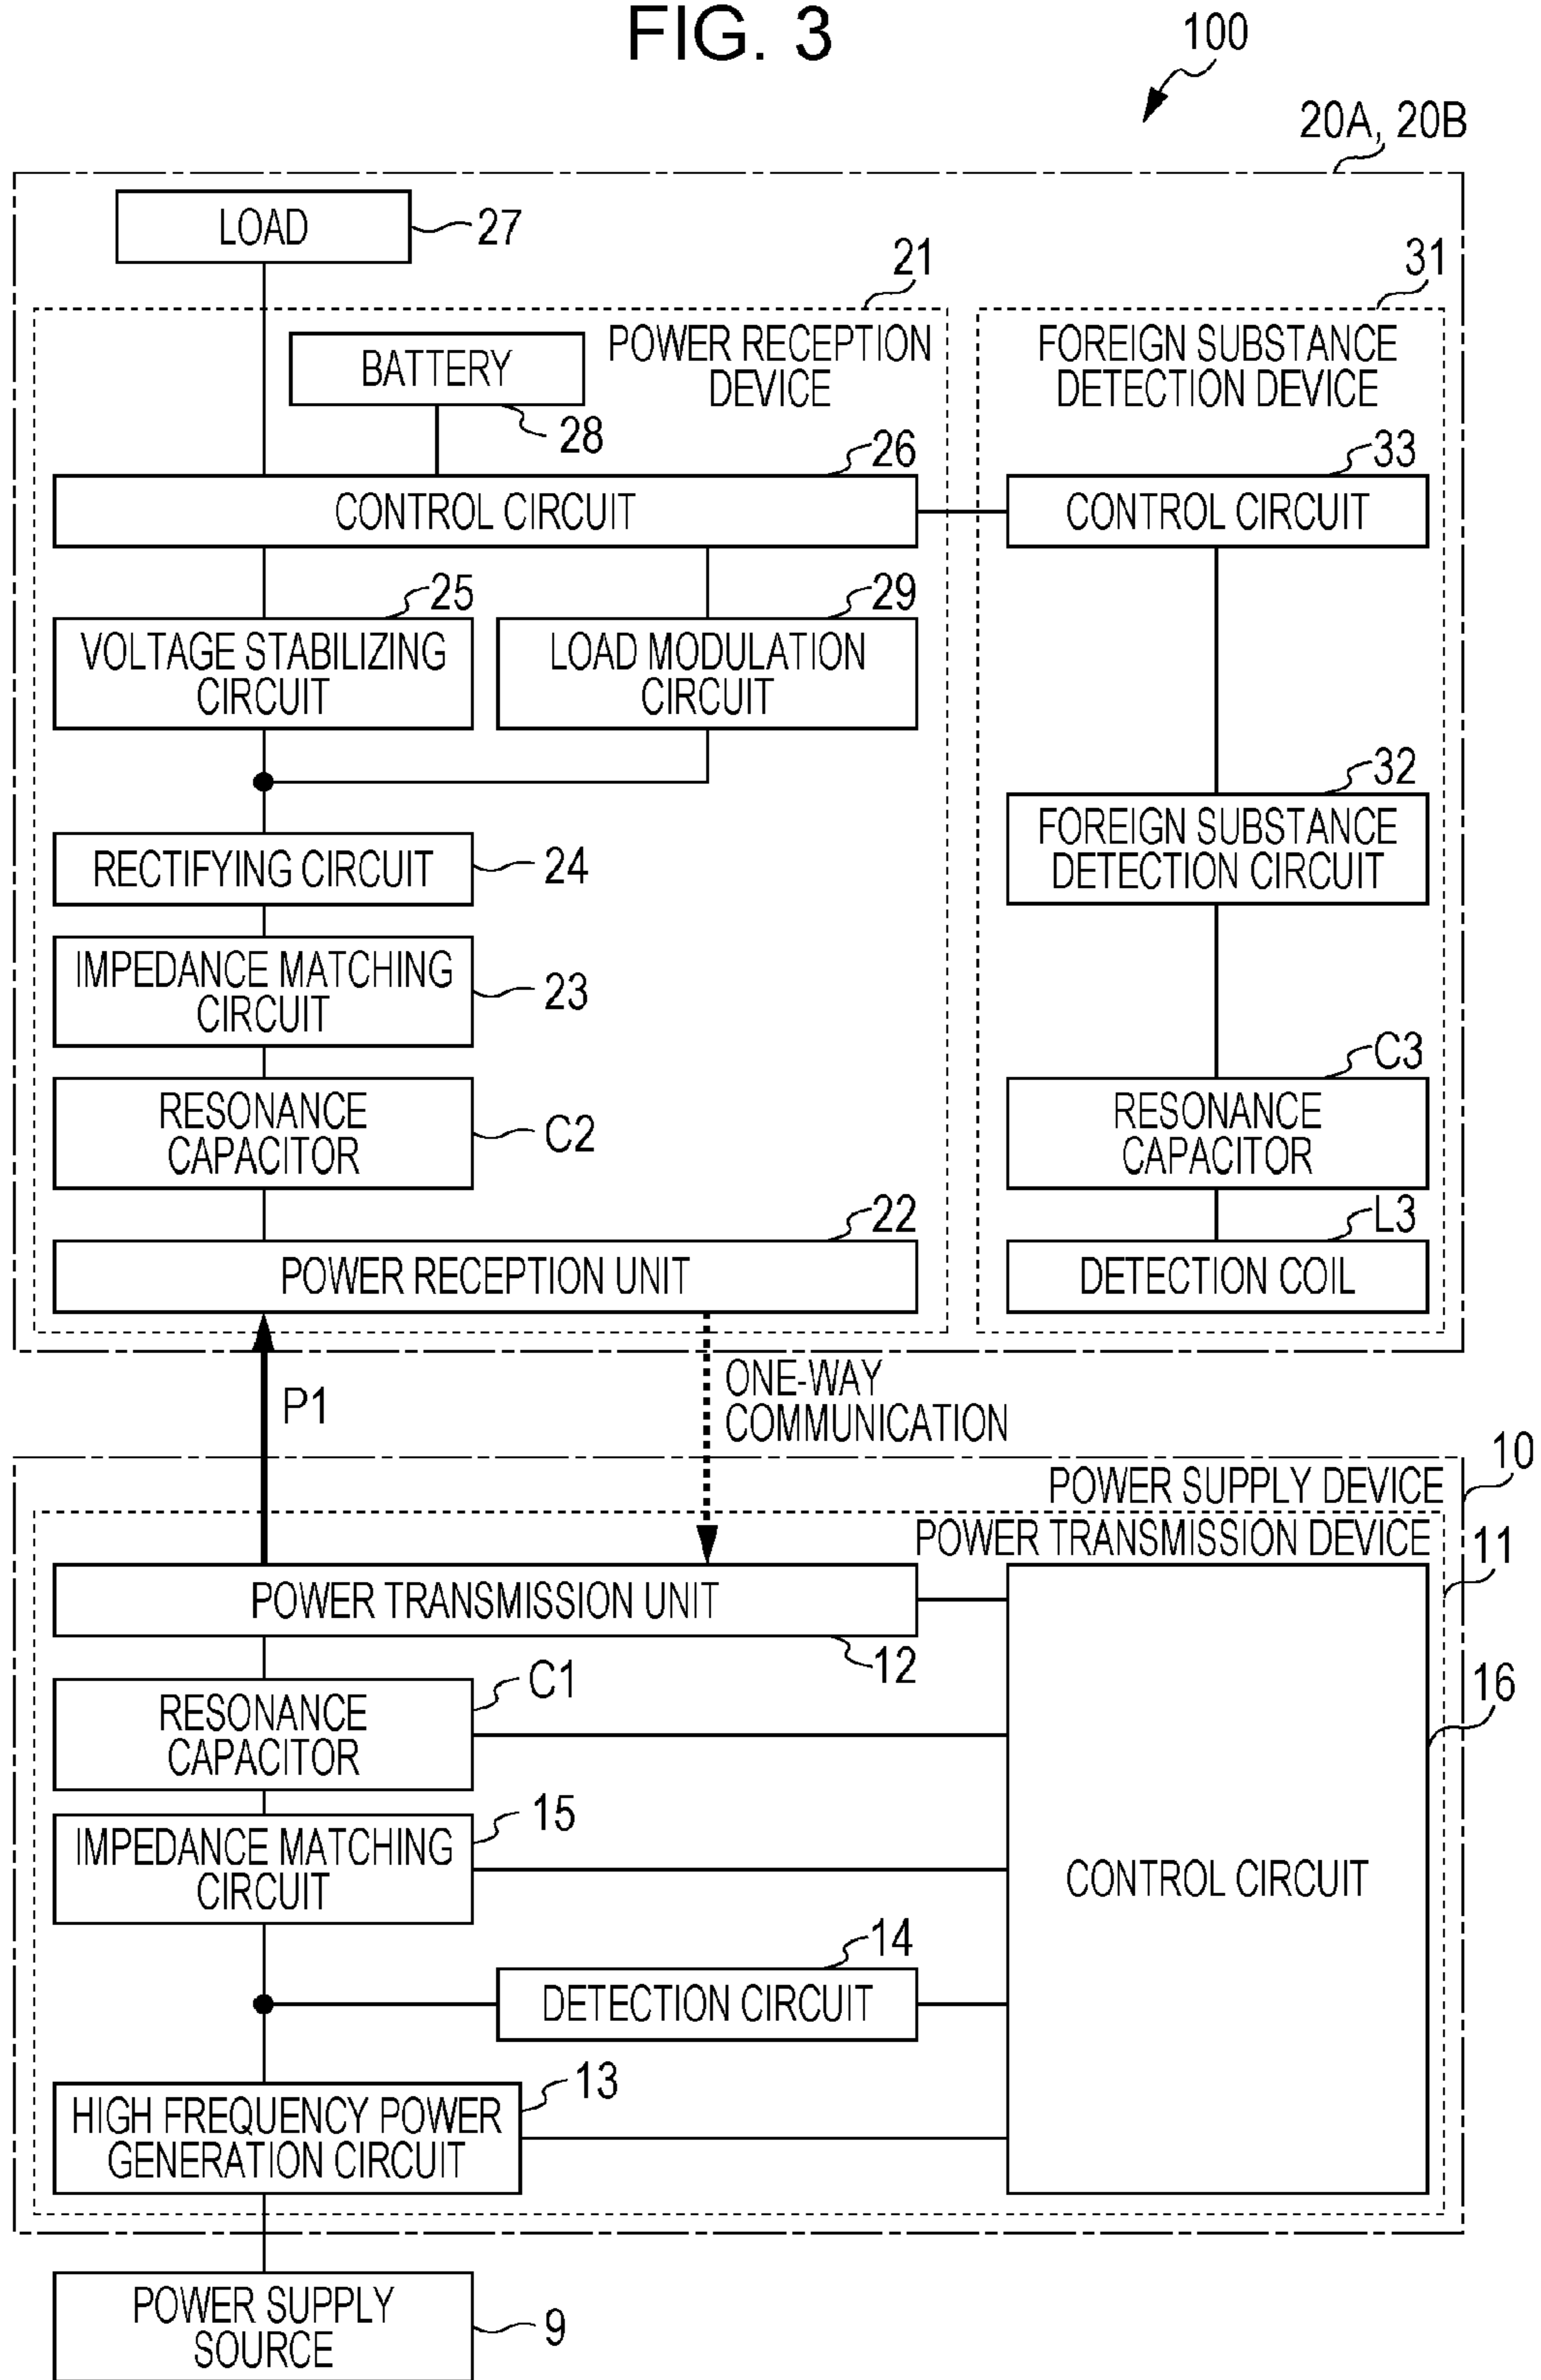 FIG. 3
100
20A, 20B
LOAD
27
21
31
BATTERY
28
POWER RECEPTION
DEVICE
FOREIGN SUBSTANCE
DETECTION DEVICE
26
33
CONTROL CIRCUIT
CONTROL CIRCUIT
25
29
VOLTAGE STABILIZING
CIRCUIT
LOAD MODULATION
CIRCUIT
32
FOREIGN SUBSTANCE
DETECTION CIRCUIT
RECTIFYING CIRCUIT
24
IMPEDANCE MATCHING
CIRCUIT
23
C3
RESONANCE
CAPACITOR
C2
RESONANCE
CAPACITOR
22
L3
POWER RECEPTION UNIT
DETECTION COIL
P1
ONE-WAY
COMMUNICATION
10
POWER SUPPLY DEVICE
POWER TRANSMISSION DEVICE
11
POWER TRANSMISSION UNIT
12
C1
RESONANCE
CAPACITOR
16
15
IMPEDANCE MATCHING
CIRCUIT
CONTROL CIRCUIT
14
DETECTION CIRCUIT
13
HIGH FREQUENCY POWER
GENERATION CIRCUIT
POWER SUPPLY
SOURCE
9